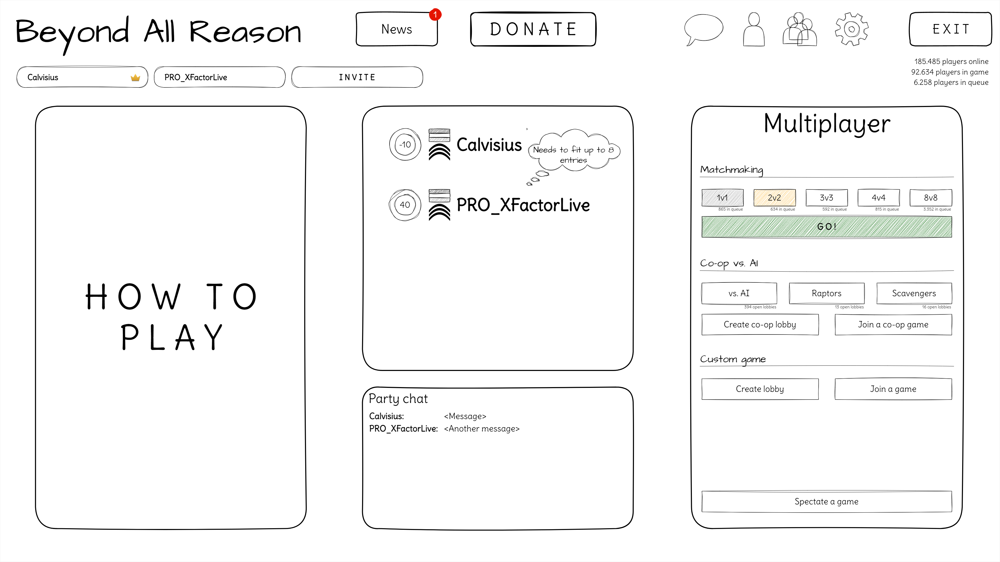 Beyond All Reason
News
1
DONATE
EXIT
185.485 players online
92.634 players in game
6.258 players in queue
Calvisius
PRO_XFactorLive
INVITE
HOW TO
PLAY
-10
Calvisius
3
Needs to fit up to 8
entries
40
PRO_XFactorLive
Party chat
Calvisius: <Message>
PRO_XFactorLive: <Another message>
Multiplayer
Matchmaking
1v1
2v2
3v3
4v4
8v8
865 in queue
634 in queue
592 in queue
815 in queue
3.352 in queue
GO!
Co-op vs. AI
vs. AI
Raptors
Scavengers
394 open lobbies
13 open lobbies
16 open lobbies
Create co-op lobby
Join a co-op game
Custom game
Create lobby
Join a game
Spectate a game